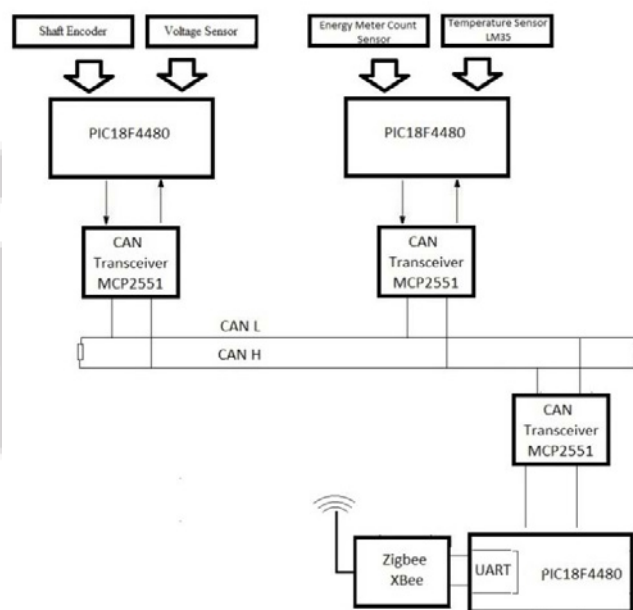 Shaft Encoder
Voltage Sensor
Energy Meter Count
Sensor
Temperature Sensor
LM35
PIC18F4480
PIC18F4480
CAN
Transceiver
MCP2551
CAN
Transceiver
MCP2551
CAN L
CAN H
CAN
Transceiver
MCP2551
Zigbee
XBee
UART
PIC18F4480